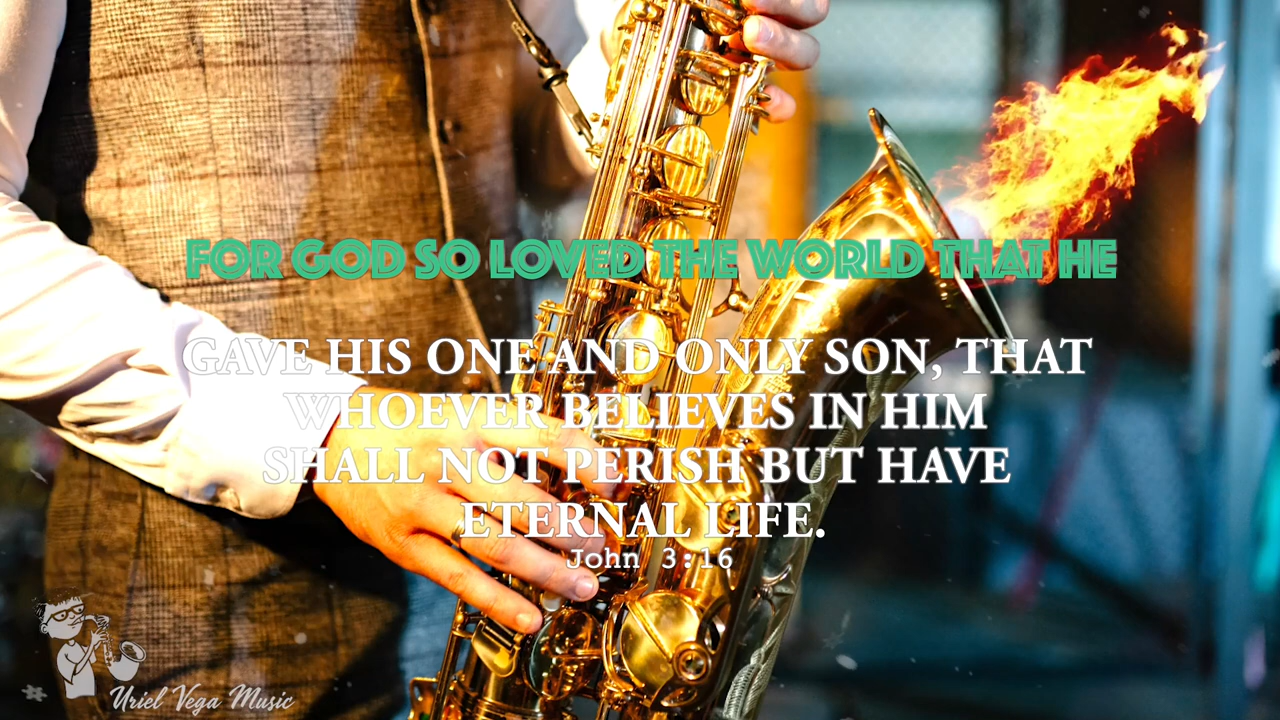 FOR GOD SO LOVED THE WORLD THAT HE
GAVE HIS ONE AND ONLY SON, THAT
WHOEVER BELIEVES IN HIM
SHALL NOT PERISH BUT HAVE
ETERNAL LIFE.
John 3:16
Uriel Vega Music